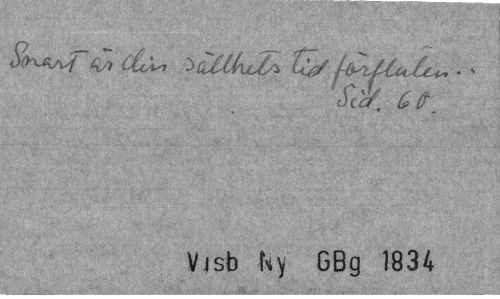 Snart är din sällhets tid förfluten..
Sid. 60.
Visb Ny GBg 1834